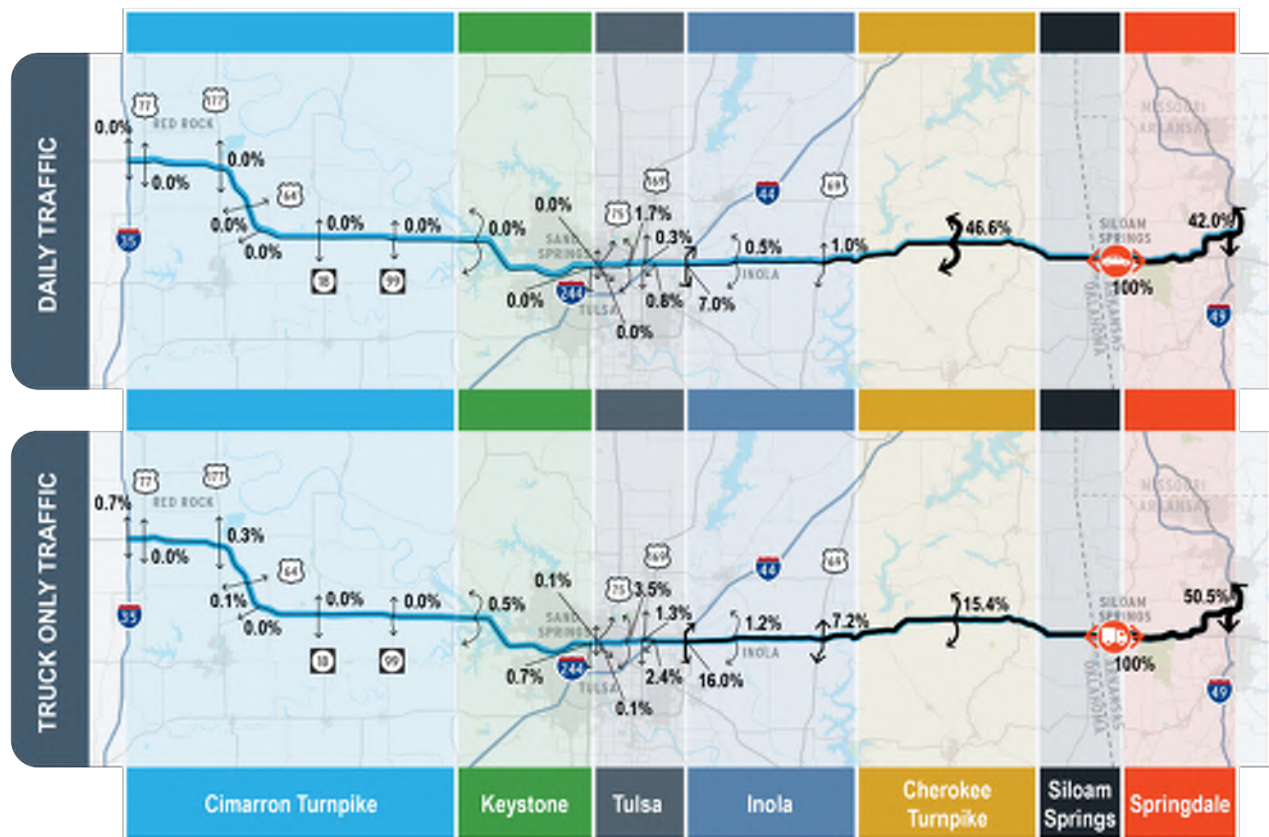 DAILY TRAFFIC
77
177
0.0%
RED ROCK
0.0%
0.0%
64
0.0%
0.0%
35
0.0%
0.0%
18
99
0.0%
0.0%
SAND
SPRINGS
0.0%
244
TULSA
75
169
1.7%
0.3%
0.8%
0.0%
7.0%
0.5%
INOLA
44
69
1.0%
46.6%
SILOAM
SPRINGS
100%
OKLAHOMA
ARKANSAS
MISSOURI
ARKANSAS
42.0%
49
TRUCK ONLY TRAFFIC
77
177
0.7%
RED ROCK
0.0%
0.3%
64
0.1%
0.0%
35
0.0%
0.0%
18
99
0.5%
0.1%
SAND
SPRINGS
0.7%
244
TULSA
75
169
3.5%
1.3%
2.4%
0.1%
16.0%
1.2%
INOLA
44
69
7.2%
15.4%
SILOAM
SPRINGS
100%
OKLAHOMA
ARKANSAS
MISSOURI
ARKANSAS
50.5%
49
Cimarron Turnpike
Keystone
Tulsa
Inola
Cherokee
Turnpike
Siloam
Springs
Springdale